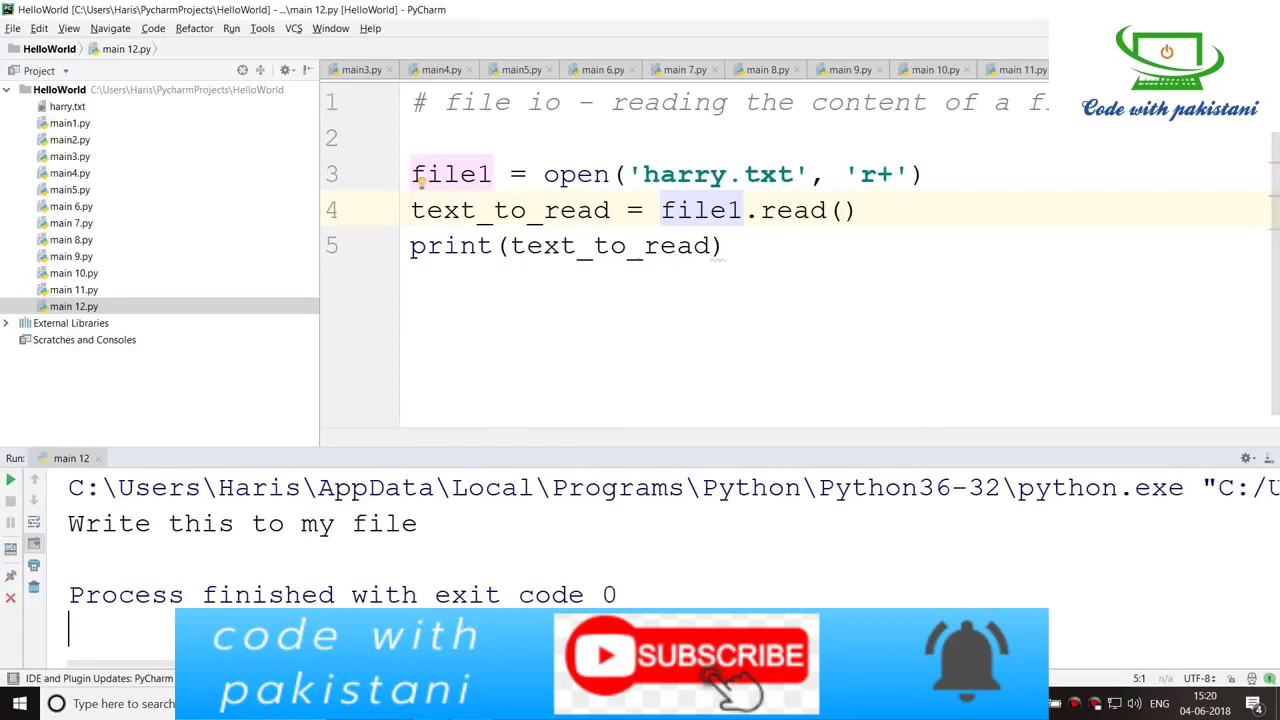 HelloWorld [C:\Users\Haris\PycharmProjects\HelloWorld] - ...\main 12.py [HelloWorld] - PyCharm
File Edit View Navigate Code Refactor Run Tools VCS Window Help
HelloWorld main 12.py
Project
main3.py main4.py main5.py main 6.py main 7.py main 8.py main 9.py main 10.py main 11.py
HelloWorld C:\Users\Haris\PycharmProjects\HelloWorld
harry.txt
main1.py
main2.py
main3.py
main4.py
main5.py
main 6.py
main 7.py
main 8.py
main 9.py
main 10.py
main 11.py
main 12.py
External Libraries
Scratches and Consoles
1 # file io - reading the content of a fi
2
3 file1 = open('harry.txt', 'r+')
4 text_to_read = file1.read()
5 print(text_to_read)
Code with pakistani
Run: main 12
C:\Users\Haris\AppData\Local\Programs\Python\Python36-32\python.exe "C:/U
Write this to my file
Process finished with exit code 0
code with
pakistani
SUBSCRIBE
IDE and Plugin Updates: PyCharm
5:1 n/a UTF-8
Type here to search
ENG
15:20
04-06-2018